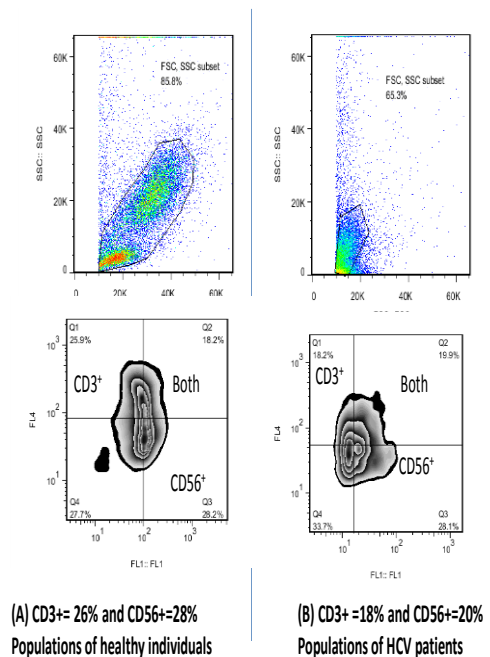 60K
40K
20K
0
SSC:: SSC
FSC, SSC subset
85.8%
20K
40K
60K
60K
40K
20K
0
SSC:: SSC
FSC, SSC subset
65.3%
0
20K
40K
60K
Q1
25.9%
Q2
18.2%
CD3+
Both
CD56+
Q4
27.7%
Q3
28.2%
10³
10²
10¹
FL4
10¹
10²
10³
FL1:: FL1
Q1
18.2%
Q2
19.9%
CD3+
Both
CD56+
Q4
33.7%
Q3
28.1%
10³
10²
10¹
FL4
10¹
10²
10³
FL1:: FL1
(A) CD3+= 26% and CD56+=28%
Populations of healthy individuals
(B) CD3+ =18% and CD56+=20%
Populations of HCV patients